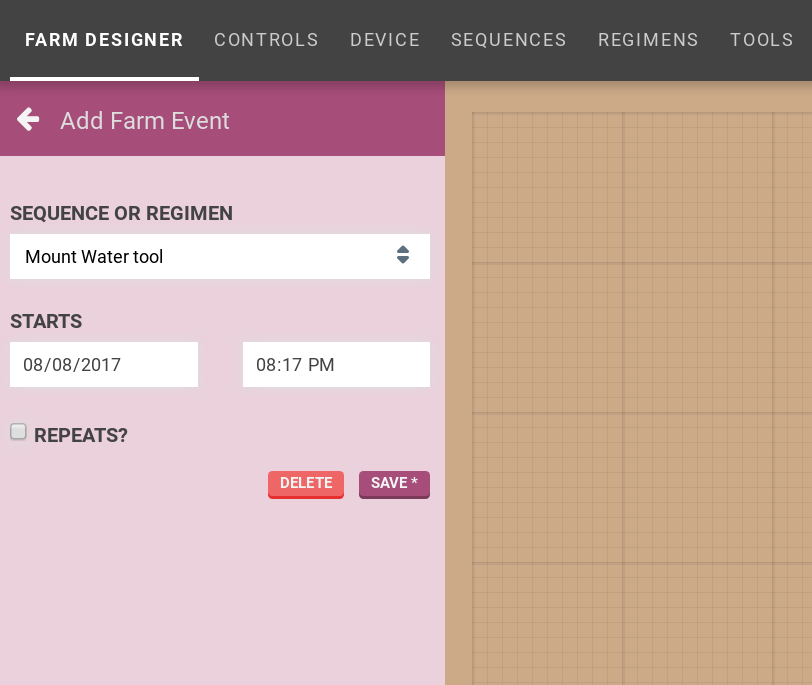 FARM DESIGNER CONTROLS DEVICE SEQUENCES REGIMENS TOOLS
Add Farm Event
SEQUENCE OR REGIMEN
Mount Water tool
STARTS
08/08/2017 08:17 PM
REPEATS?
DELETE SAVE *